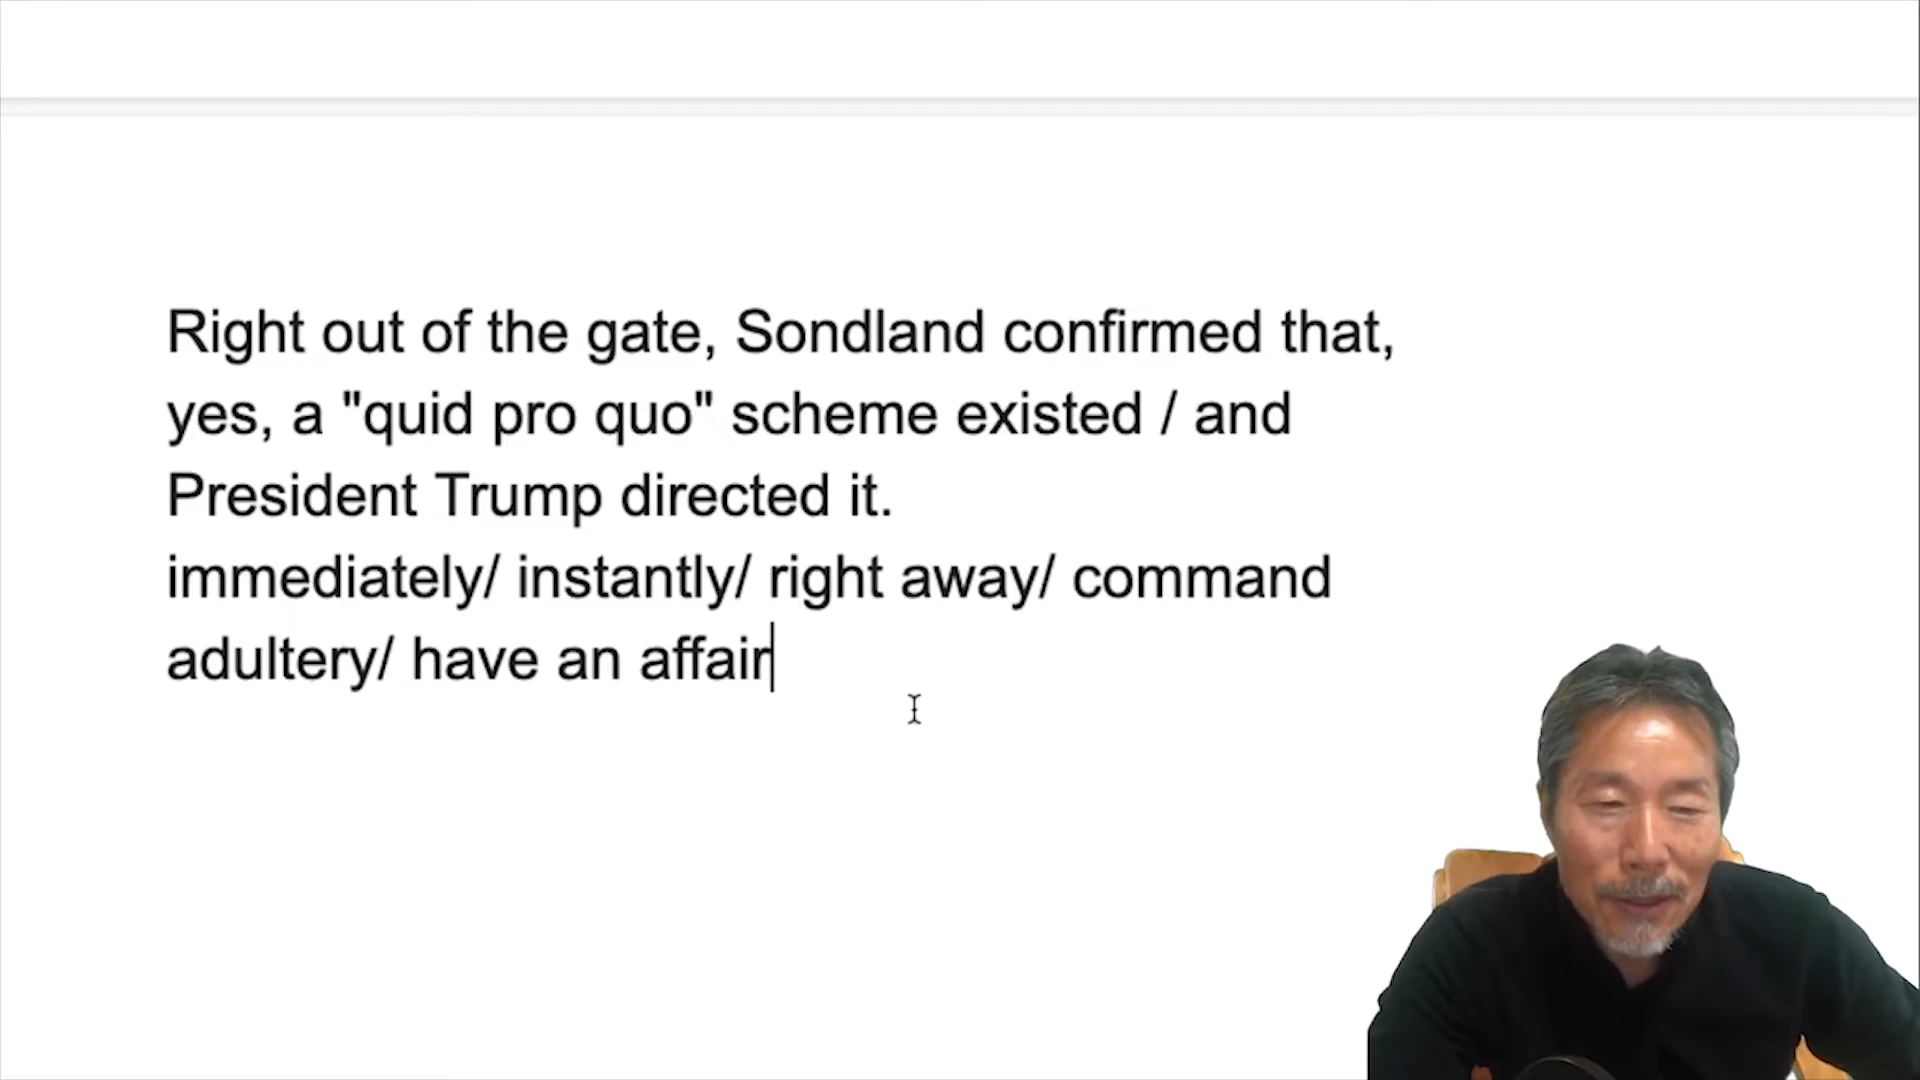 Right out of the gate, Sondland confirmed that,
yes, a "quid pro quo" scheme existed / and
President Trump directed it.
immediately/ instantly/ right away/ command
adultery/ have an affair